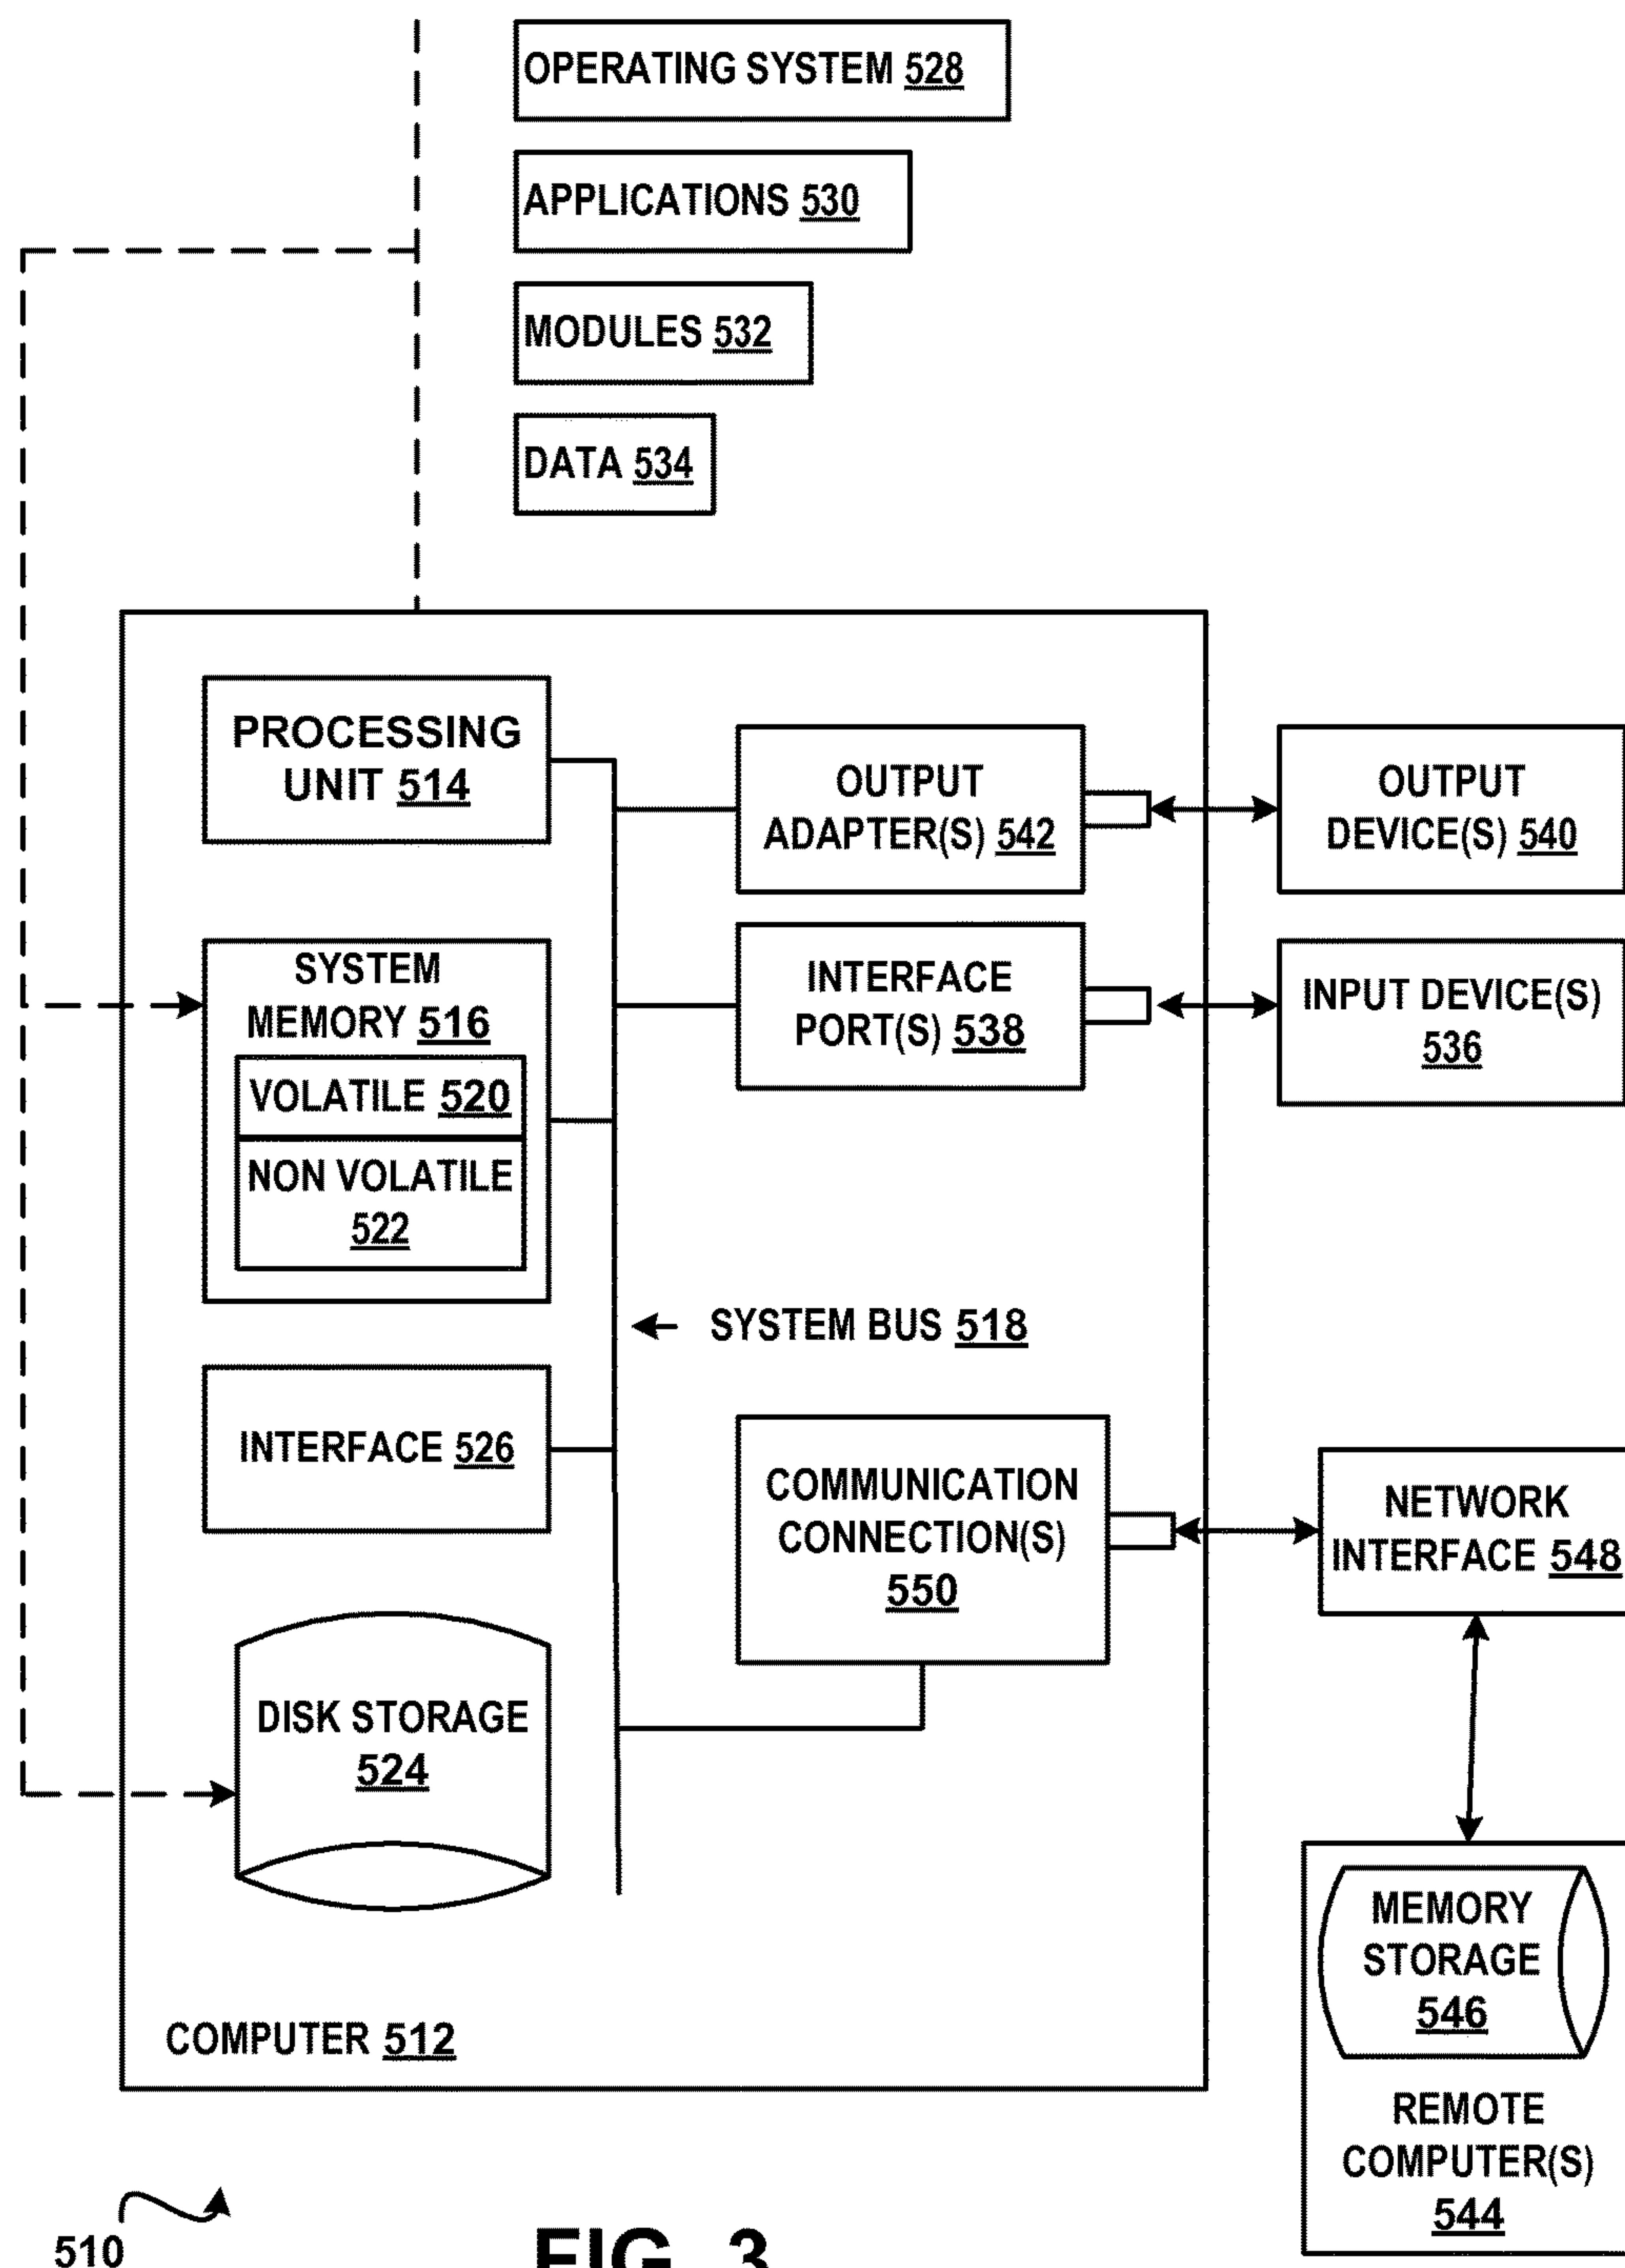 OPERATING SYSTEM 528
APPLICATIONS 530
MODULES 532
DATA 534
PROCESSING
UNIT 514
OUTPUT
ADAPTER(S) 542
OUTPUT
DEVICE(S) 540
SYSTEM
MEMORY 516
VOLATILE 520
NON VOLATILE
522
INTERFACE
PORT(S) 538
INPUT DEVICE(S)
536
SYSTEM BUS 518
INTERFACE 526
COMMUNICATION
CONNECTION(S)
550
NETWORK
INTERFACE 548
DISK STORAGE
524
MEMORY
STORAGE
546
REMOTE
COMPUTER(S)
544
COMPUTER 512
510
FIG. 3